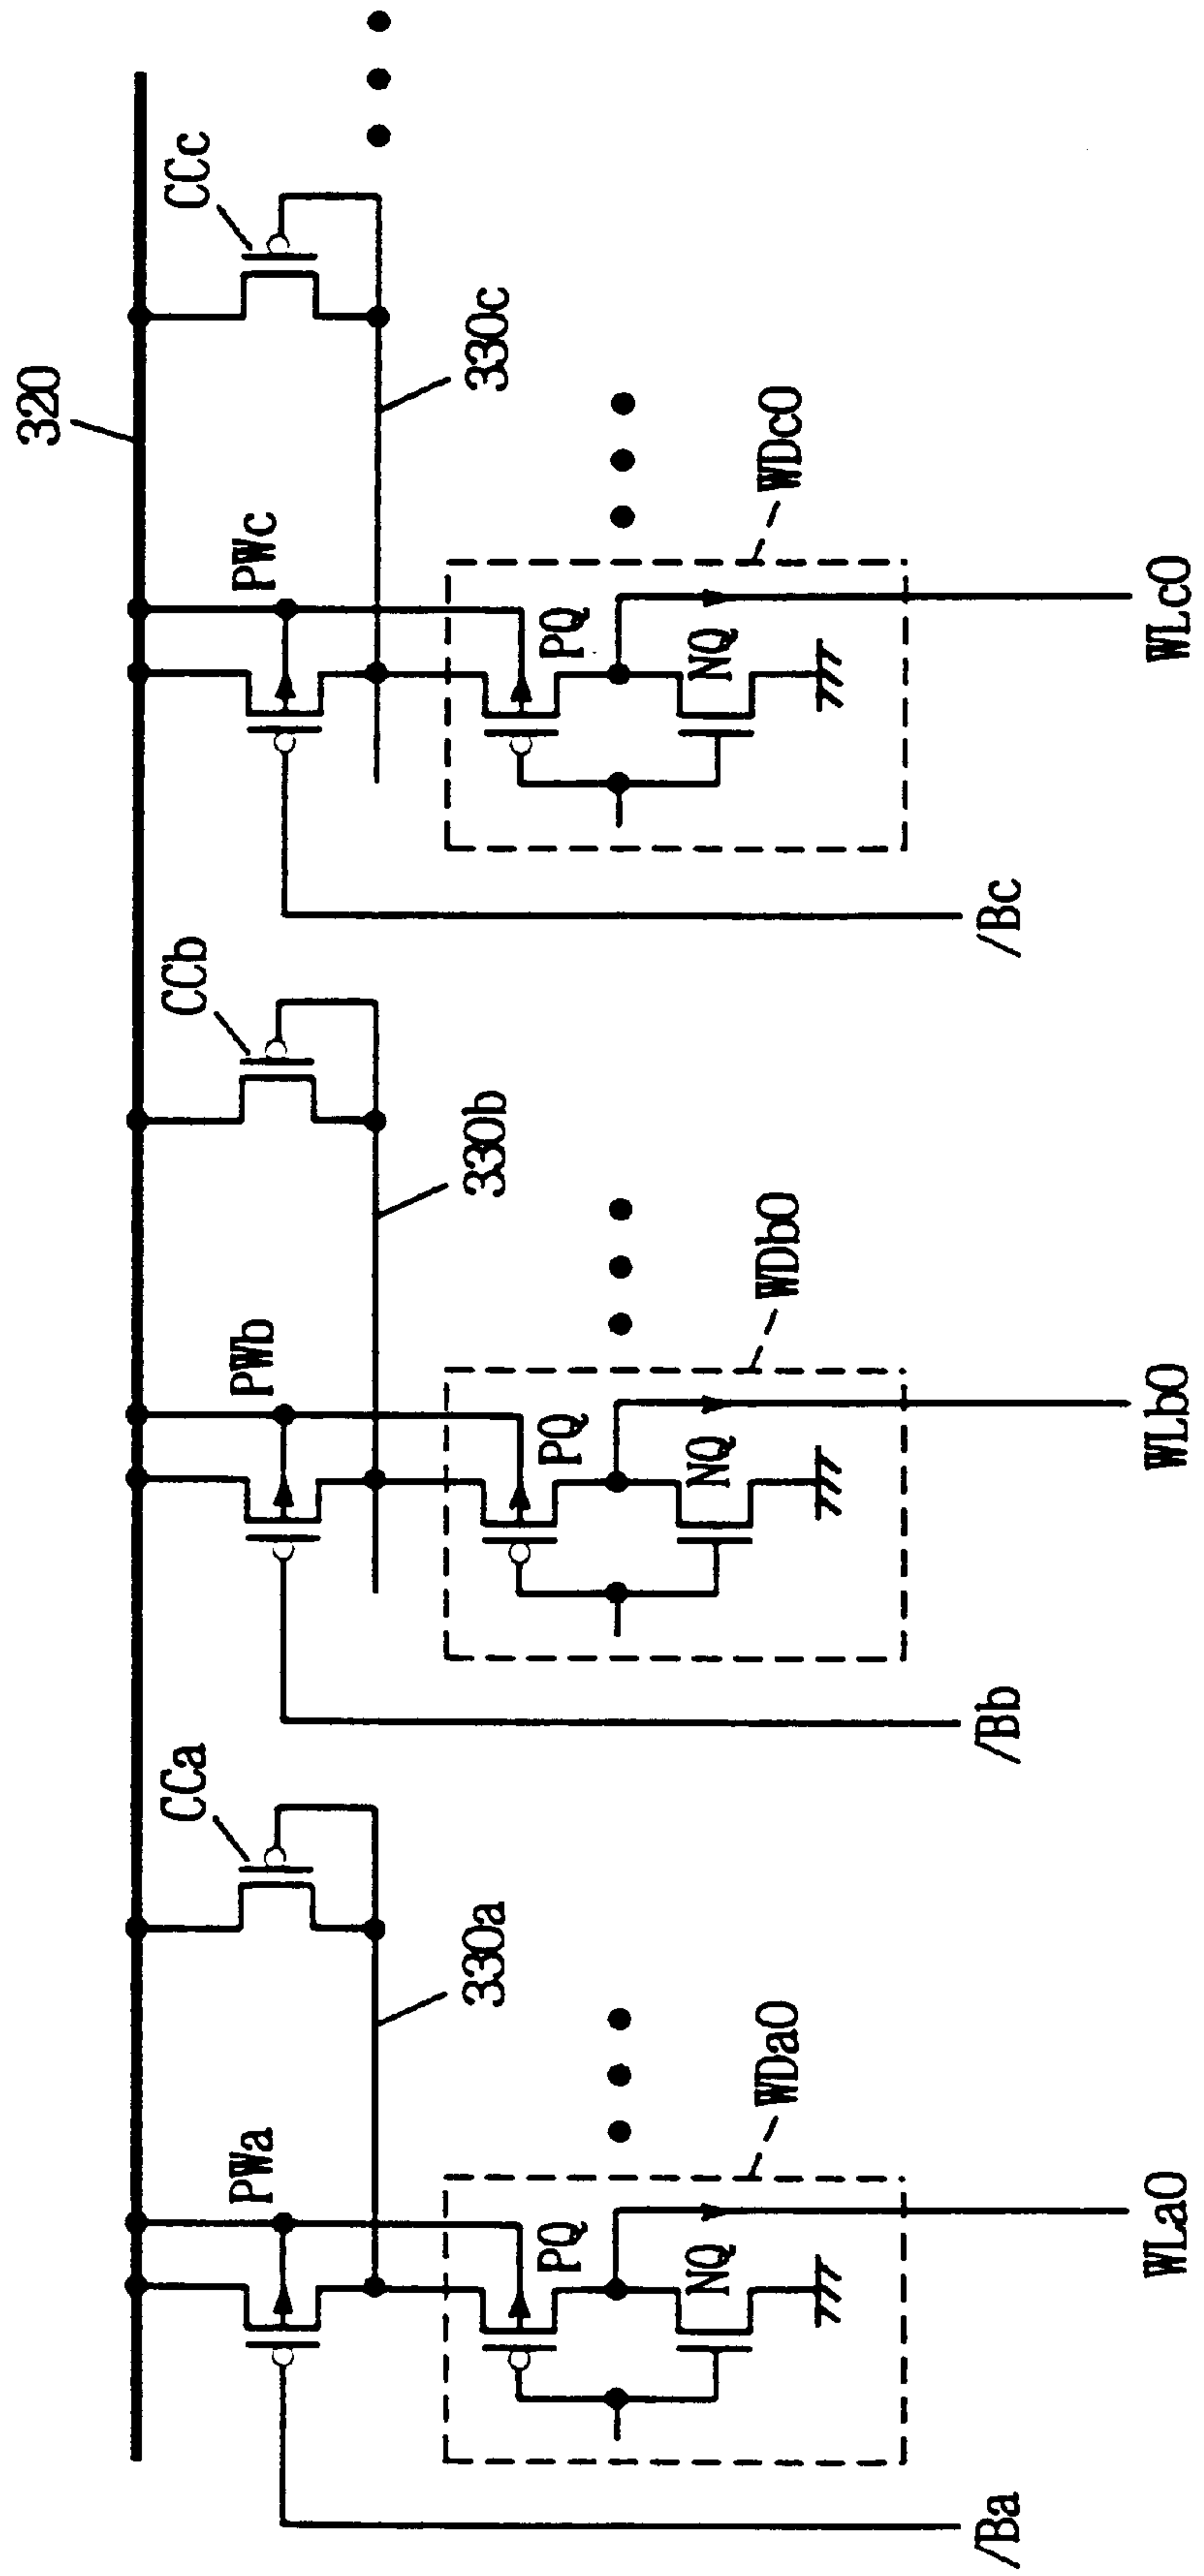 320
CCa
CCb
CCc
PWa
PWb
PWc
330a
330b
330c
PQ
PQ
PQ
NQ
NQ
NQ
WDa0
WDb0
WDc0
/Ba
/Bb
/Bc
WLa0
WLb0
WLc0